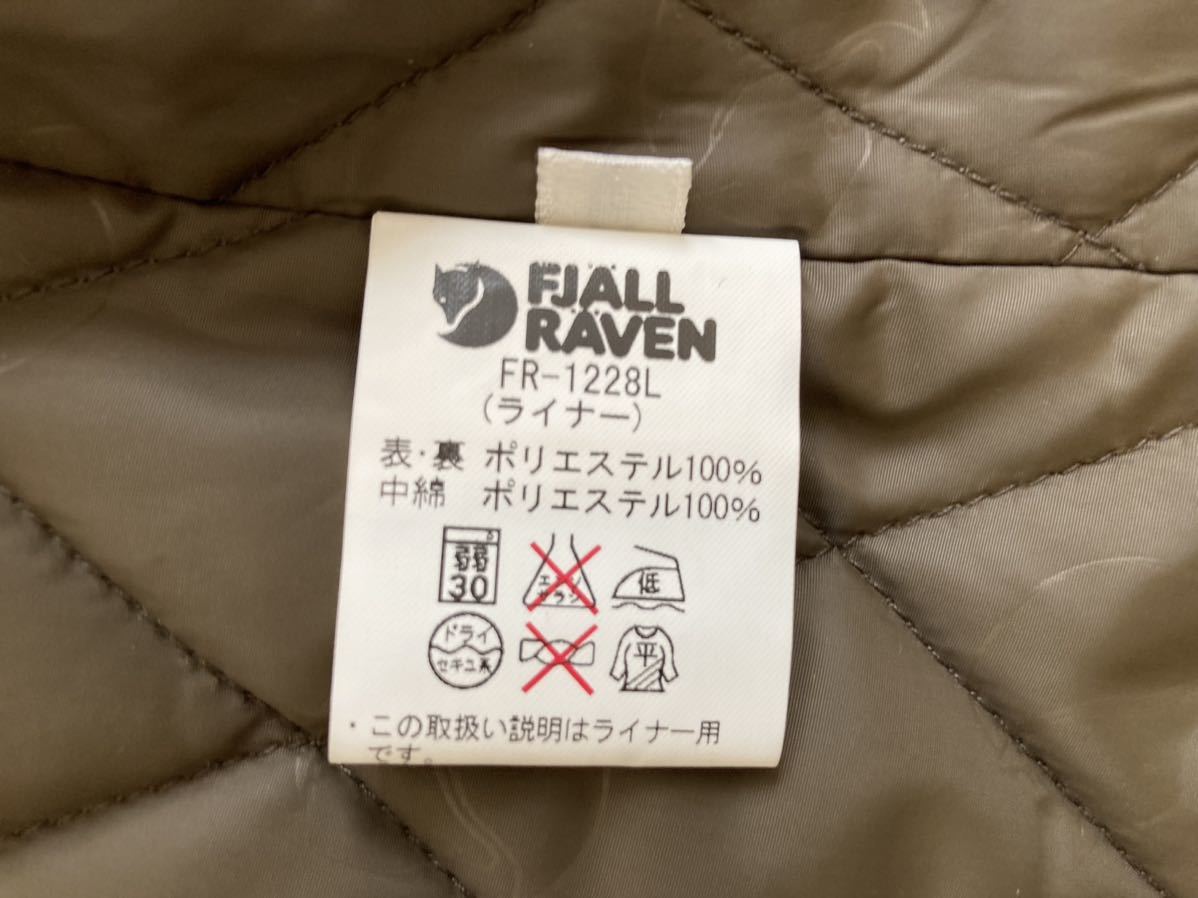 FJÄLL
RÄVEN
FR-1228L
(ライナー)
表・裏 ポリエステル100%
中綿 ポリエステル100%
弱 30
エンソ サラシ
低
ドライ
セキユ系
平
・この取扱い説明はライナー用
です。